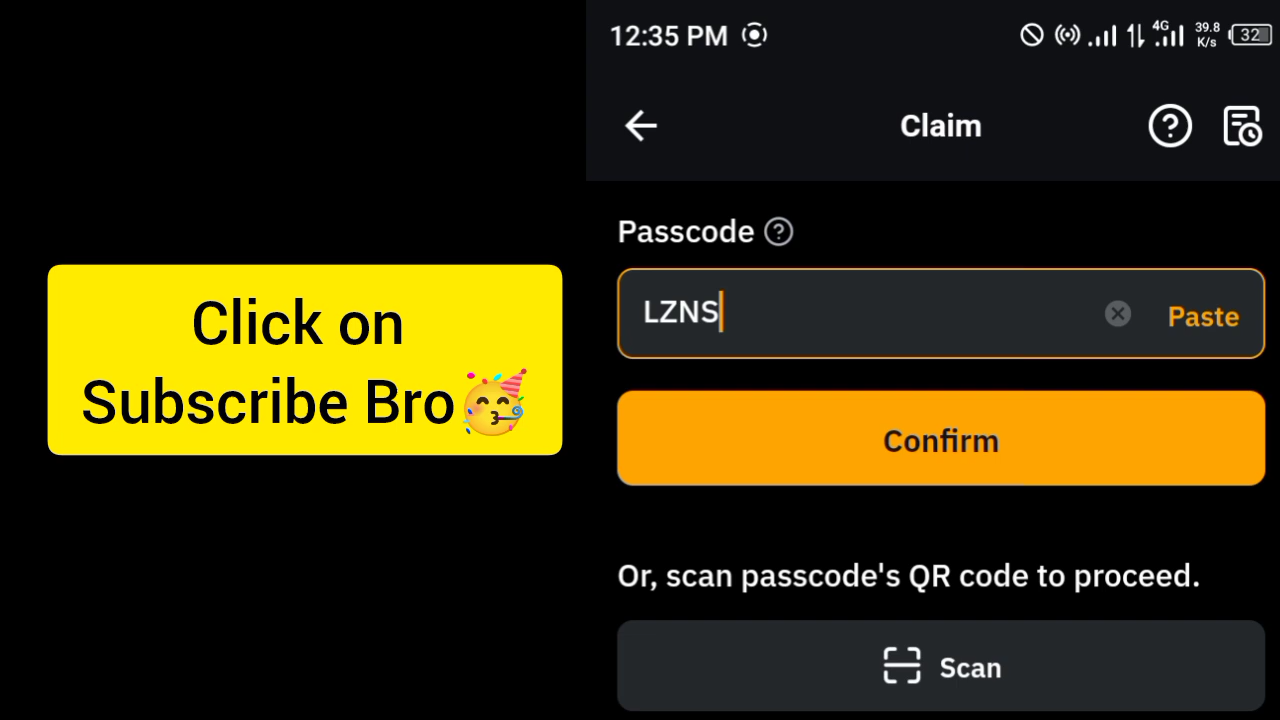 12:35 PM
4G
39.8
K/s
32
Claim
Passcode
LZNS
Paste
Confirm
Or, scan passcode's QR code to proceed.
Scan
Click on
Subscribe Bro🥳